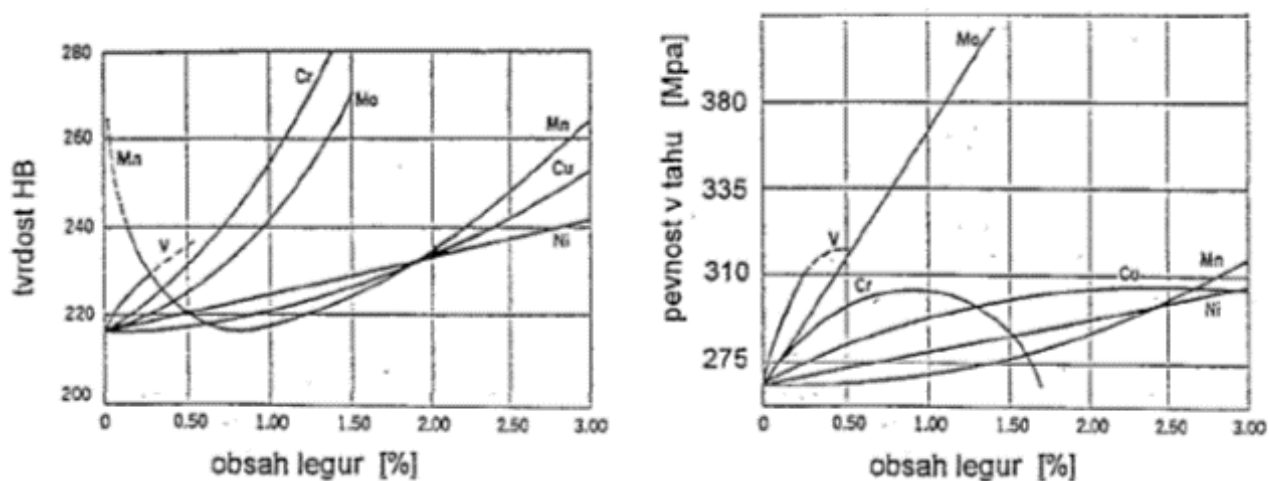 280
260
240
220
200
tvrdost HB
Mn
V
Cr
Mo
Mn
Cu
Ni
0 0.50 1.00 1.50 2.00 2.50 3.00
obsah legur [%]
380
335
310
275
pevnost v tahu [Mpa]
Mo
V
Cr
Cu
Mn
Ni
0 0.50 1.00 1.50 2.00 2.50 3.00
obsah legur [%]